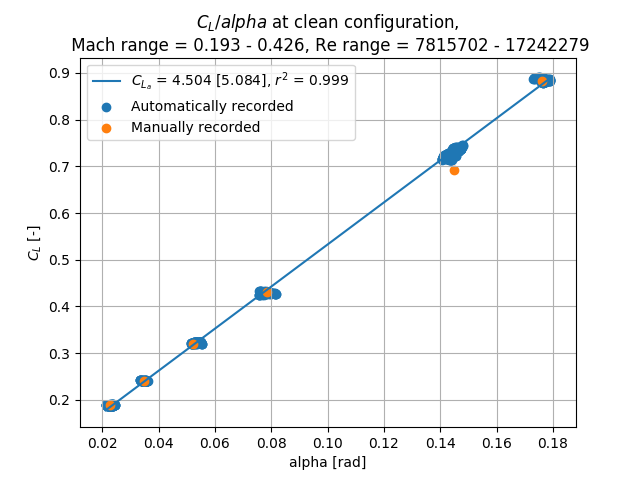 C_L/alpha at clean configuration,
Mach range = 0.193 - 0.426, Re range = 7815702 - 17242279
C_{L_a} = 4.504 [5.084], r² = 0.999
Automatically recorded
Manually recorded
0.9
0.8
0.7
0.6
0.5
0.4
0.3
0.2
C_L [-]
0.02 0.04 0.06 0.08 0.10 0.12 0.14 0.16 0.18
alpha [rad]